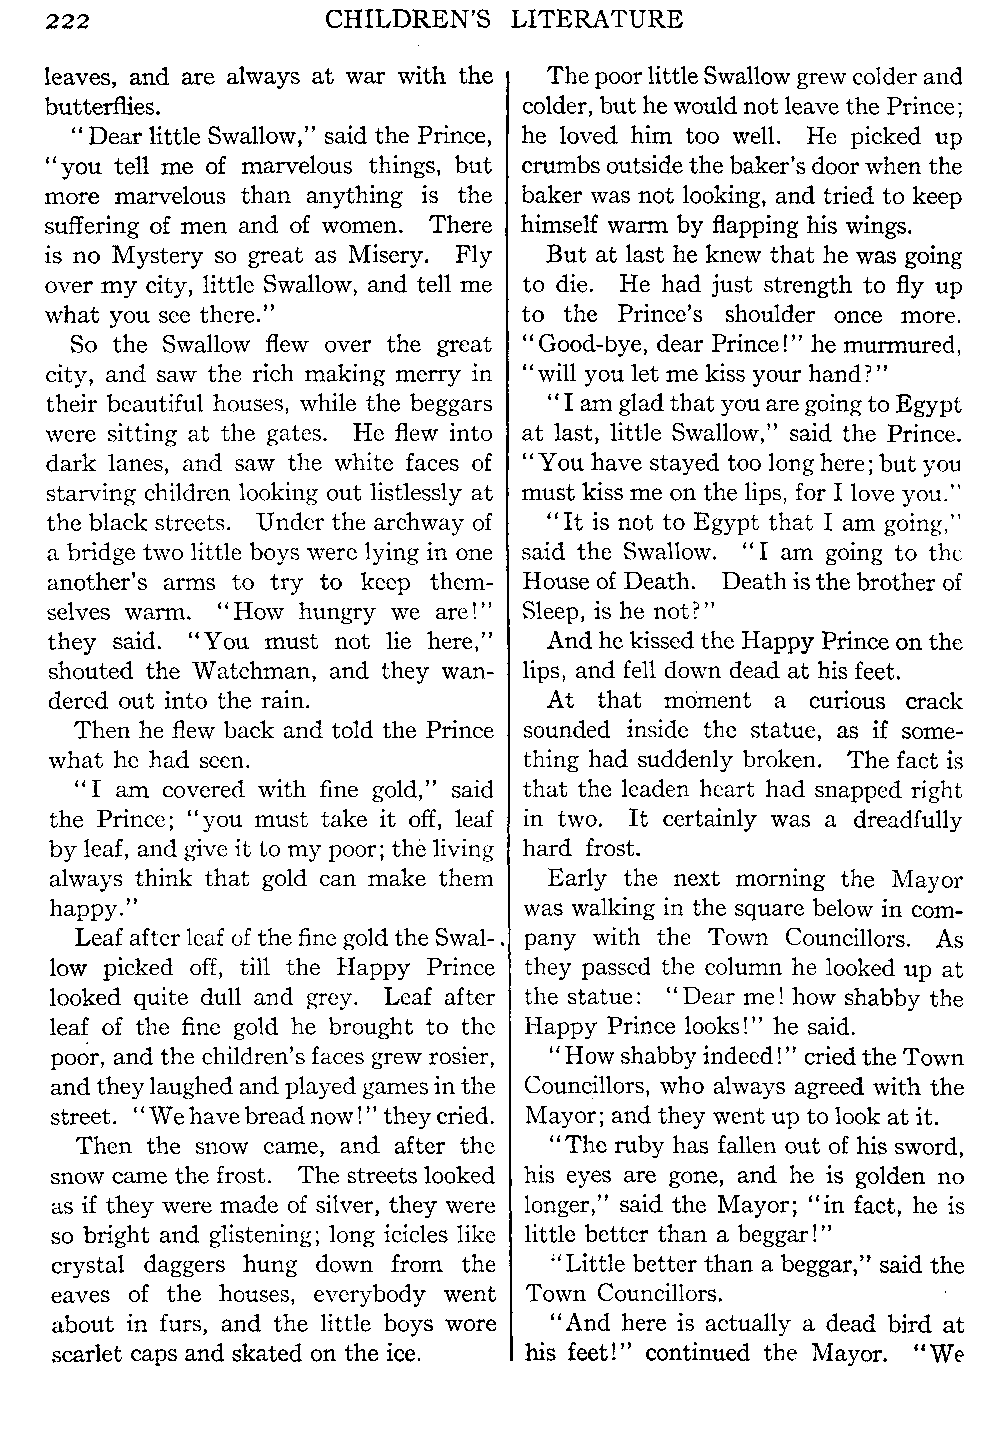 222 CHILDREN'S LITERATURE
leaves, and are always at war with the
butterflies.
"Dear little Swallow," said the Prince,
"you tell me of marvelous things, but
more marvelous than anything is the
suffering of men and of women. There
is no Mystery so great as Misery. Fly
over my city, little Swallow, and tell me
what you see there."
So the Swallow flew over the great
city, and saw the rich making merry in
their beautiful houses, while the beggars
were sitting at the gates. He flew into
dark lanes, and saw the white faces of
starving children looking out listlessly at
the black streets. Under the archway of
a bridge two little boys were lying in one
another's arms to try to keep them-
selves warm. "How hungry we are!"
they said. "You must not lie here,"
shouted the Watchman, and they wan-
dered out into the rain.
Then he flew back and told the Prince
what he had seen.
"I am covered with fine gold," said
the Prince; "you must take it off, leaf
by leaf, and give it to my poor; the living
always think that gold can make them
happy."
Leaf after leaf of the fine gold the Swal-
low picked off, till the Happy Prince
looked quite dull and grey. Leaf after
leaf of the fine gold he brought to the
poor, and the children's faces grew rosier,
and they laughed and played games in the
street. "We have bread now!" they cried.
Then the snow came, and after the
snow came the frost. The streets looked
as if they were made of silver, they were
so bright and glistening; long icicles like
crystal daggers hung down from the
eaves of the houses, everybody went
about in furs, and the little boys wore
scarlet caps and skated on the ice.
The poor little Swallow grew colder and
colder, but he would not leave the Prince;
he loved him too well. He picked up
crumbs outside the baker's door when the
baker was not looking, and tried to keep
himself warm by flapping his wings.
But at last he knew that he was going
to die. He had just strength to fly up
to the Prince's shoulder once more.
"Good-bye, dear Prince!" he murmured,
"will you let me kiss your hand?"
"I am glad that you are going to Egypt
at last, little Swallow," said the Prince.
"You have stayed too long here; but you
must kiss me on the lips, for I love you."
"It is not to Egypt that I am going,"
said the Swallow. "I am going to the
House of Death. Death is the brother of
Sleep, is he not?"
And he kissed the Happy Prince on the
lips, and fell down dead at his feet.
At that moment a curious crack
sounded inside the statue, as if some-
thing had suddenly broken. The fact is
that the leaden heart had snapped right
in two. It certainly was a dreadfully
hard frost.
Early the next morning the Mayor
was walking in the square below in com-
pany with the Town Councillors. As
they passed the column he looked up at
the statue: "Dear me! how shabby the
Happy Prince looks!" he said.
"How shabby indeed!" cried the Town
Councillors, who always agreed with the
Mayor; and they went up to look at it.
"The ruby has fallen out of his sword,
his eyes are gone, and he is golden no
longer," said the Mayor; "in fact, he is
little better than a beggar!"
"Little better than a beggar," said the
Town Councillors.
"And here is actually a dead bird at
his feet!" continued the Mayor. "We